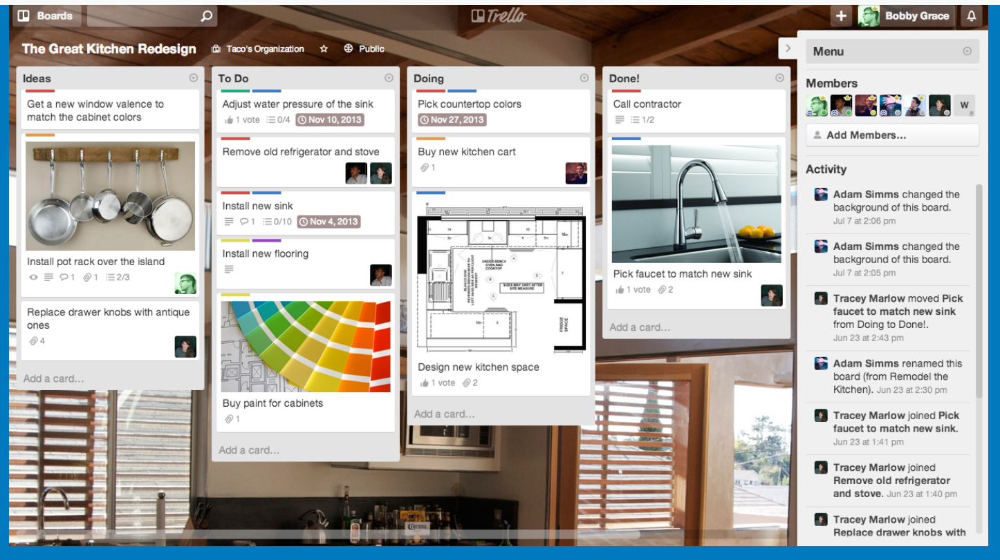 Boards
Trello
Bobby Grace
The Great Kitchen Redesign
Taco's Organization
Public
Ideas
Get a new window valence to
match the cabinet colors
Install pot rack over the island
1 1 2/3
Replace drawer knobs with antique
ones
4
Add a card...
To Do
Adjust water pressure of the sink
1 vote 0/4 Nov 10, 2013
Remove old refrigerator and stove
Install new sink
1 0/10 Nov 4, 2013
Install new flooring
Buy paint for cabinets
1
Add a card...
Doing
Pick countertop colors
Nov 27, 2013
Buy new kitchen cart
1
UNDER BENCH
OVEN AND
COOKTOP
SIZES MAY VARY AFTER
SITE MEASURE
FRIDGE
SPACE
Design new kitchen space
1 vote 2
Add a card...
Done!
Call contractor
1/2
Pick faucet to match new sink
1 vote 2
Add a card...
Menu
Members
W
Add Members...
Activity
Adam Simms changed the
background of this board.
Jul 7 at 2:06 pm
Adam Simms changed the
background of this board.
Jul 7 at 2:05 pm
Tracey Marlow moved Pick
faucet to match new sink
from Doing to Done!.
Jun 23 at 2:43 pm
Adam Simms renamed this
board (from Remodel the
Kitchen). Jun 23 at 2:30 pm
Tracey Marlow joined Pick
faucet to match new sink.
Jun 23 at 1:41 pm
Tracey Marlow joined
Remove old refrigerator
and stove. Jun 23 at 1:40 pm
Tracey Marlow joined
Replace drawer knobs with
Corona